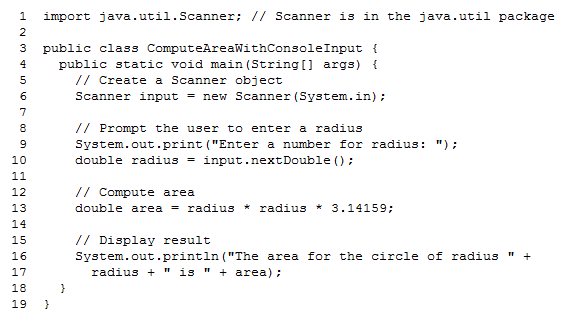 1 import java.util.Scanner; // Scanner is in the java.util package
2
3 public class ComputeAreaWithConsoleInput {
4   public static void main(String[] args) {
5     // Create a Scanner object
6     Scanner input = new Scanner(System.in);
7
8     // Prompt the user to enter a radius
9     System.out.print("Enter a number for radius: ");
10     double radius = input.nextDouble();
11
12     // Compute area
13     double area = radius * radius * 3.14159;
14
15     // Display result
16     System.out.println("The area for the circle of radius " +
17       radius + " is " + area);
18   }
19 }